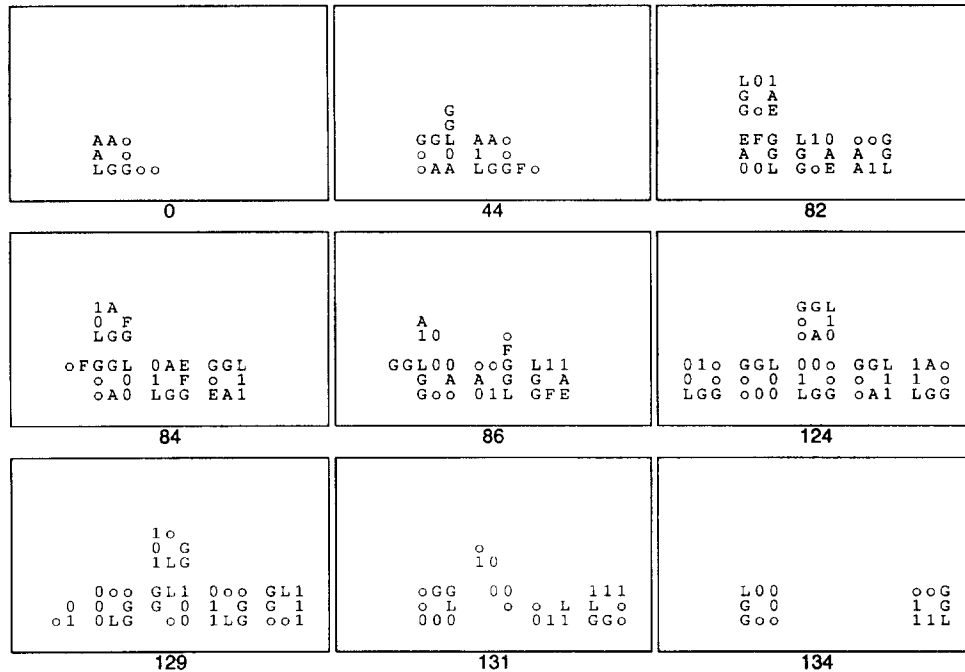 AAo
A o
LGGoo
0
G
G
GGL AAo
o 0 1 o
oAA LGGFo
44
L01
G A
GoE
EFG L10 ooG
A G G A A G
00L GoE A1L
82
1A
0 F
LGG
oFGGL 0AE GGL
o 0 1 F o 1
oA0 LGG EA1
84
A
10 o
F
GGL00 ooG L11
G A A G G A
Goo 01L GFE
86
GGL
o 1
oA0
01o GGL 00o GGL 1Ao
0 o o 0 1 o o 1 1 o
LGG o00 LGG oA1 LGG
124
1o
0 G
1LG
0oo GL1 0oo GL1
0 0 G G 0 1 G G 1
o1 0LG o0 1LG oo1
129
o
10
oGG 00 111
o L o o L L o
000 011 GGo
131
L00 ooG
G 0 1 G
Goo 11L
134